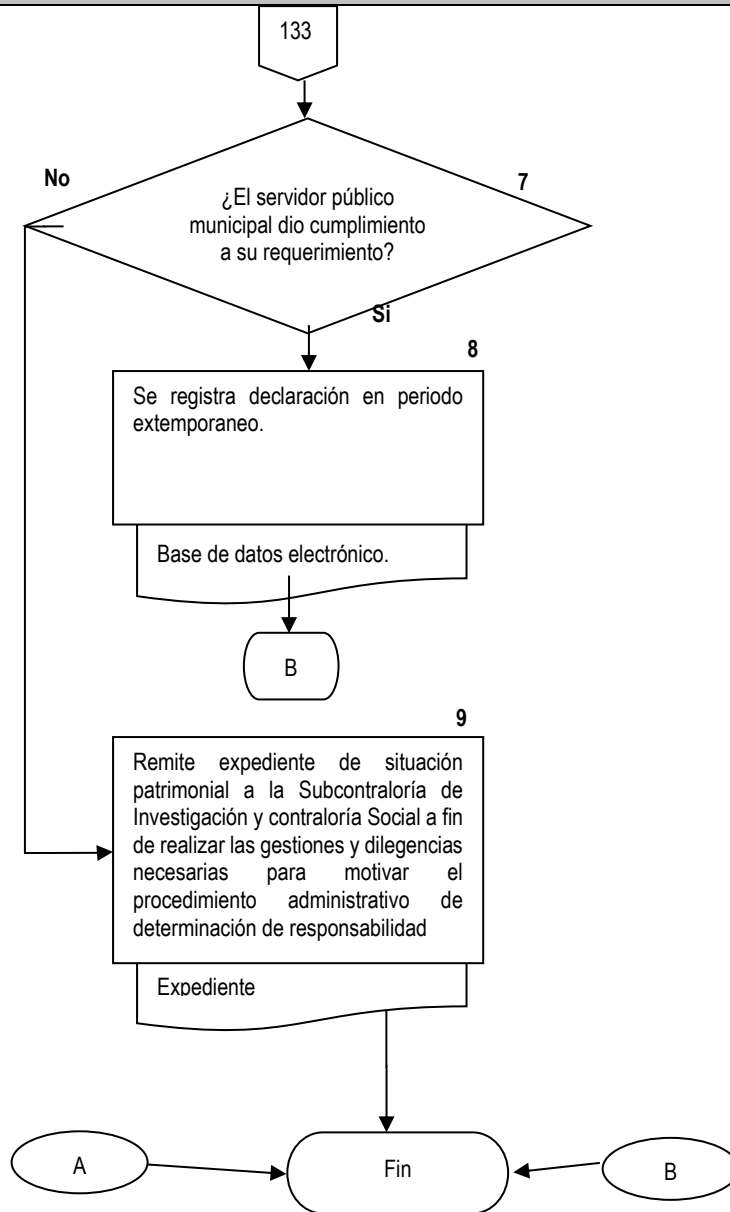 133
No
7
¿El servidor público
municipal dio cumplimiento
a su requerimiento?
Si
8
Se registra declaración en periodo
extemporaneo.
Base de datos electrónico.
B
9
Remite expediente de situación
patrimonial a la Subcontraloría de
Investigación y contraloría Social a fin
de realizar las gestiones y dilegencias
necesarias para motivar el
procedimiento administrativo de
determinación de responsabilidad
Expediente
A
Fin
B